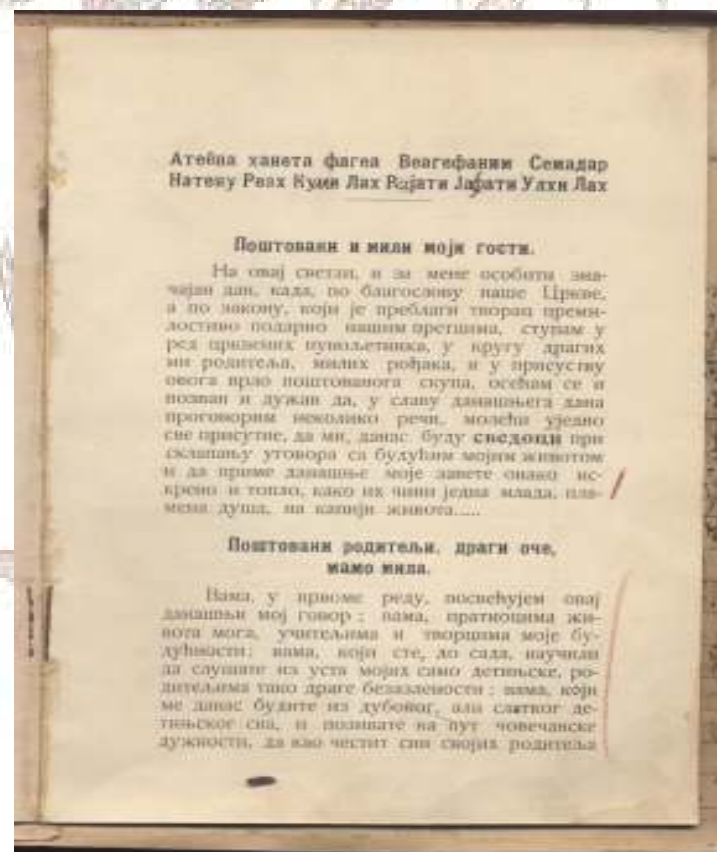 Атеёна ханета фагеа Веагефаним Семадар
Натену Реах Куми Лах Рајати Јафати Улхи Лах
Поштовани и мили моји гости.
На овај светли, и за мене особоти зна-
чајан дан, када, по благослову наше Цркве,
а по закону, који је преблаги творац преми-
лостиво подарио нашим претцима, ступам у
ред црквених пунољетника, у кругу драгих
ми родитеља, милих рођака, и у присуству
овога врло поштованога скупа, осећам се и
позван и дужан да, у славу данашњега дана
проговорим неколико речи, молећи уједно
све присутне, да ми, данас буду сведоци при
склапању уговора са будућим мојим животом
и да приме данашње моје завете онако ис-
крено и топло, како их чини једна млада, пла-
мена душа, на капији живота.....
Поштовани родитељи, драги оче,
мамо мила.
Вама, у првоме реду, посвећујем овај
данашњи мој говор; вама, пратиоцима жи-
вота мога, учитељима и творцима моје бу-
дућности; вама, који сте, до сада, научили
да слушате из уста мојих само детињске, ро-
дитељима тако драге безазлености; вама, који
ме данас будите из дубоког, али слатког де-
тињског сна, и позивате на пут човечанске
дужности, да као честит син својих родитеља